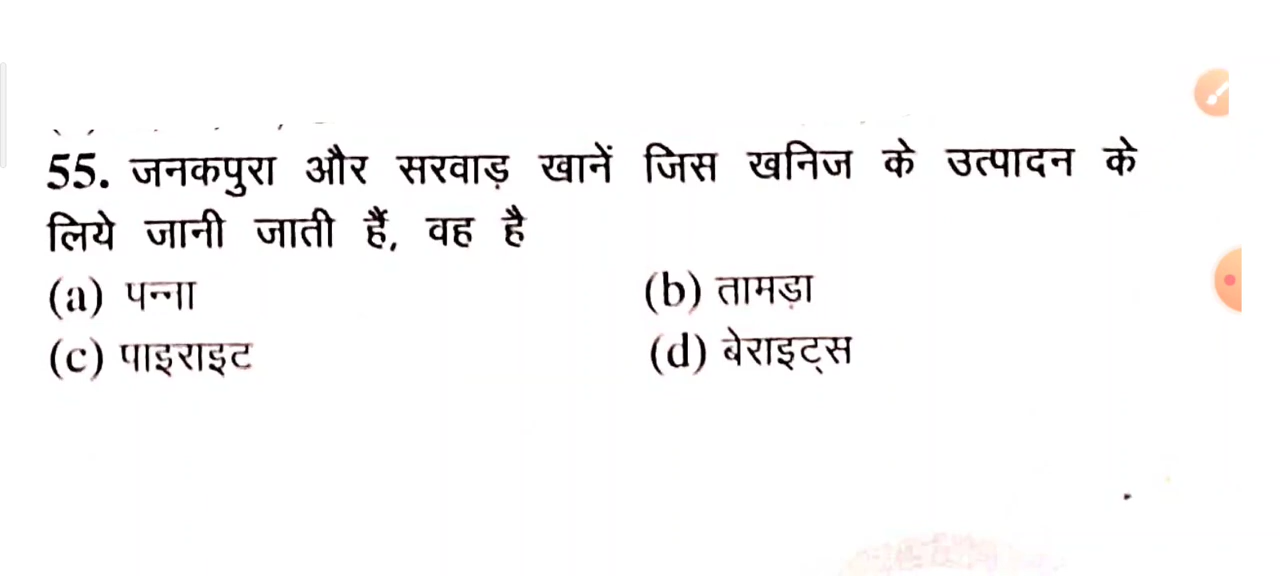 55. जनकपुरा और सरवाड़ खानें जिस खनिज के उत्पादन के
लिये जानी जाती हैं, वह है
(a) पन्ना (b) तामड़ा
(c) पाइराइट (d) बेराइट्स